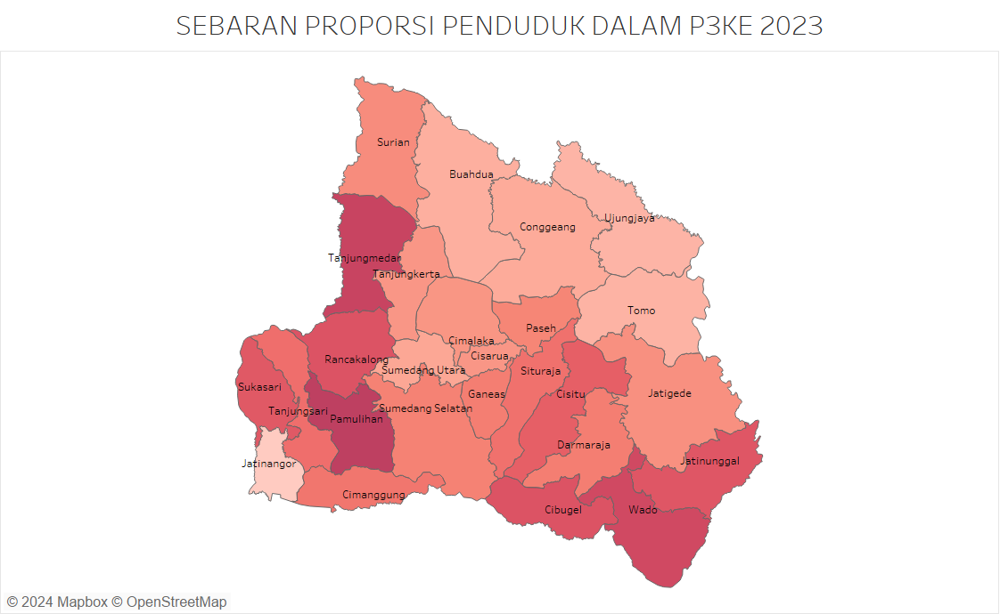 SEBARAN PROPORSI PENDUDUK DALAM P3KE 2023
Surian
Buahdua
Ujungjaya
Conggeang
Tanjungmedar
Tanjungkerta
Tomo
Paseh
Cimalaka
Cisarua
Rancakalong
Sumedang Utara
Situraja
Sukasari
Ganeas
Cisitu
Jatigede
Tanjungsari
Sumedang Selatan
Pamulihan
Darmaraja
Jatinangor
Jatinunggal
Cimanggung
Cibugel
Wado
© 2024 Mapbox © OpenStreetMap